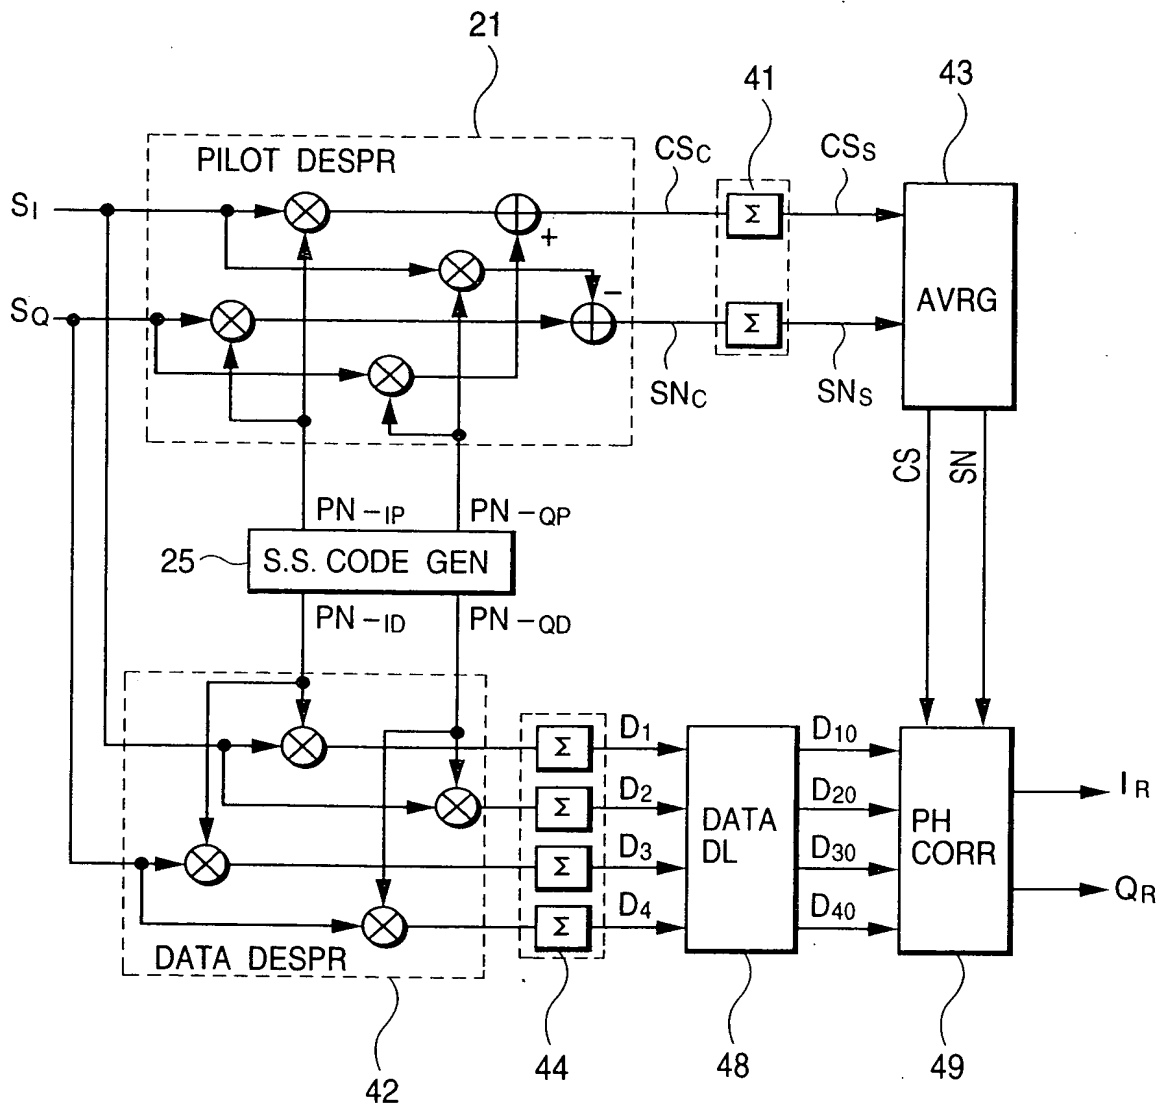 21
41
43
PILOT DESPR
CSC
CSS
SI
+
Σ
AVRG
SQ
−
Σ
SNC
SNS
CS
SN
PN-IP
PN-QP
25
S.S. CODE GEN
PN-ID
PN-QD
Σ
D1
D10
IR
Σ
D2
DATA DL
D20
PH CORR
Σ
D3
D30
QR
Σ
D4
D40
DATA DESPR
42
44
48
49